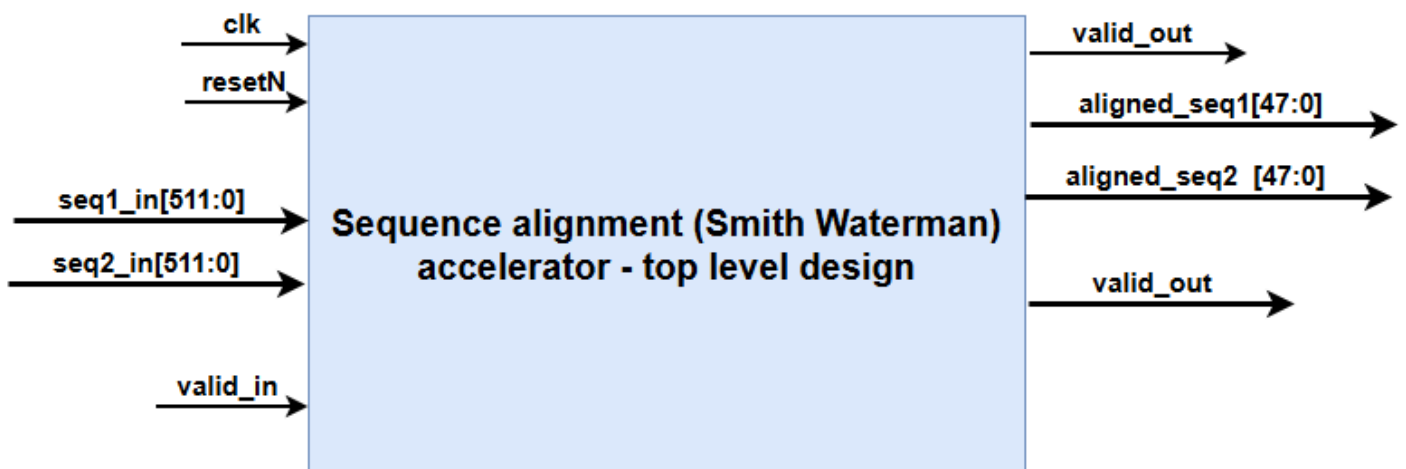 clk
resetN
seq1_in[511:0]
seq2_in[511:0]
valid_in
Sequence alignment (Smith Waterman)
accelerator - top level design
valid_out
aligned_seq1[47:0]
aligned_seq2 [47:0]
valid_out